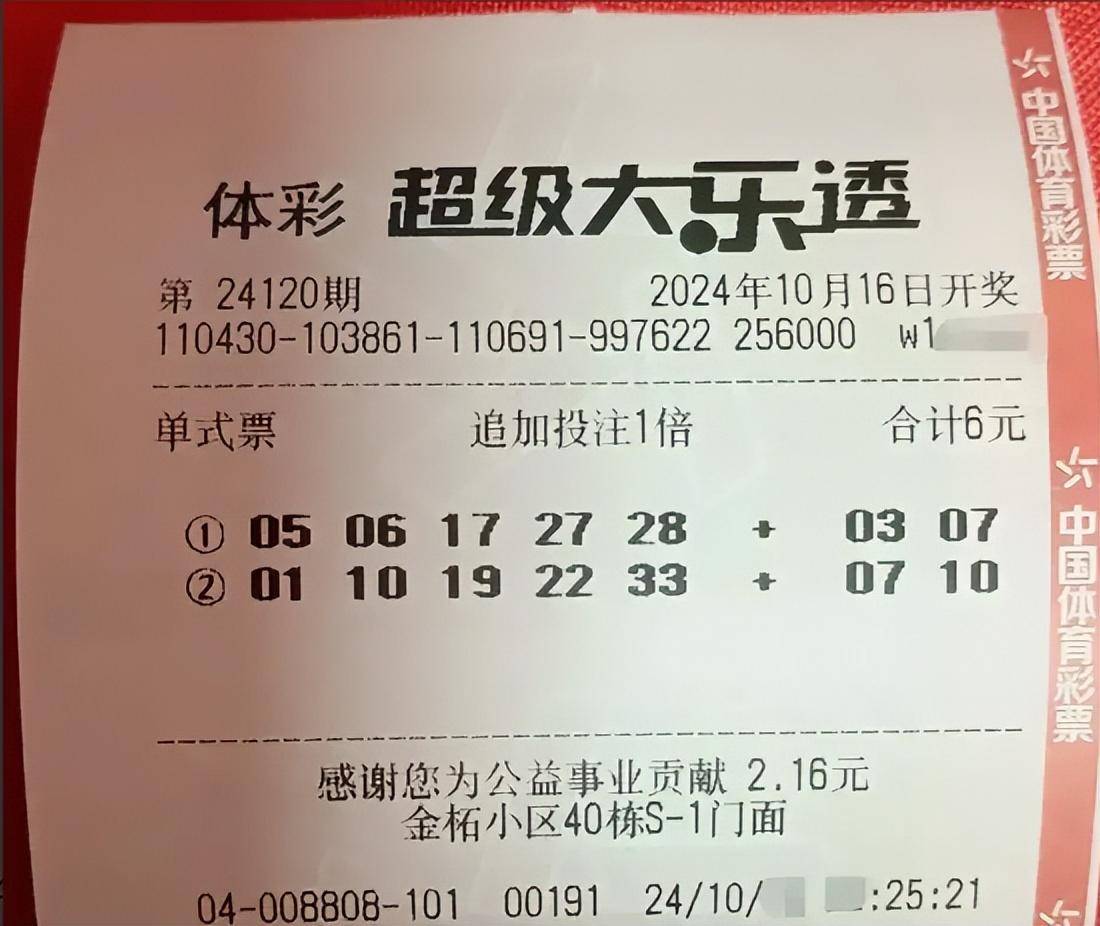 体彩 超级大乐透
第 24120期 2024年10月16日开奖
110430-103861-110691-997622 256000 w1
单式票 追加投注1倍 合计6元
① 05 06 17 27 28 + 03 07
② 01 10 19 22 33 + 07 10
感谢您为公益事业贡献 2.16元
金柘小区40栋S-1门面
04-008808-101 00191 24/10/ :25:21
中国体育彩票
中国体育彩票